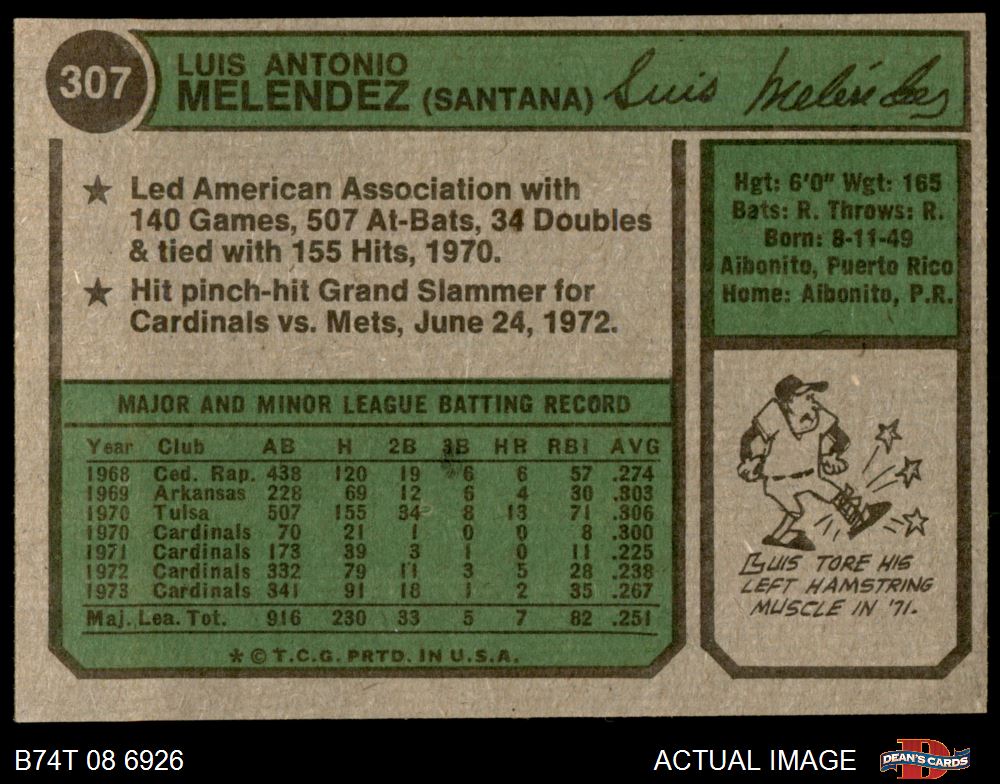 307
LUIS ANTONIO
MELENDEZ (SANTANA)
Luis Meléndez
★ Led American Association with
140 Games, 507 At-Bats, 34 Doubles
& tied with 155 Hits, 1970.
★ Hit pinch-hit Grand Slammer for
Cardinals vs. Mets, June 24, 1972.
Hgt: 6'0" Wgt: 165
Bats: R. Throws: R.
Born: 8-11-49
Aibonito, Puerto Rico
Home: Aibonito, P.R.
MAJOR AND MINOR LEAGUE BATTING RECORD
Year Club AB H 2B 3B HR RBI AVG
1968 Ced. Rap. 438 120 19 6 6 57 .274
1969 Arkansas 228 69 12 6 4 30 .303
1970 Tulsa 507 155 34 8 13 71 .306
1970 Cardinals 70 21 1 0 0 8 .300
1971 Cardinals 173 39 3 1 0 11 .225
1972 Cardinals 332 79 11 3 5 28 .238
1973 Cardinals 341 91 18 1 2 35 .267
Maj. Lea. Tot. 916 230 33 5 7 82 .251
* © T.C.G. PRTD. IN U.S.A.
LUIS TORE HIS
LEFT HAMSTRING
MUSCLE IN '71.
B74T 08 6926
ACTUAL IMAGE
DEAN'S CARDS